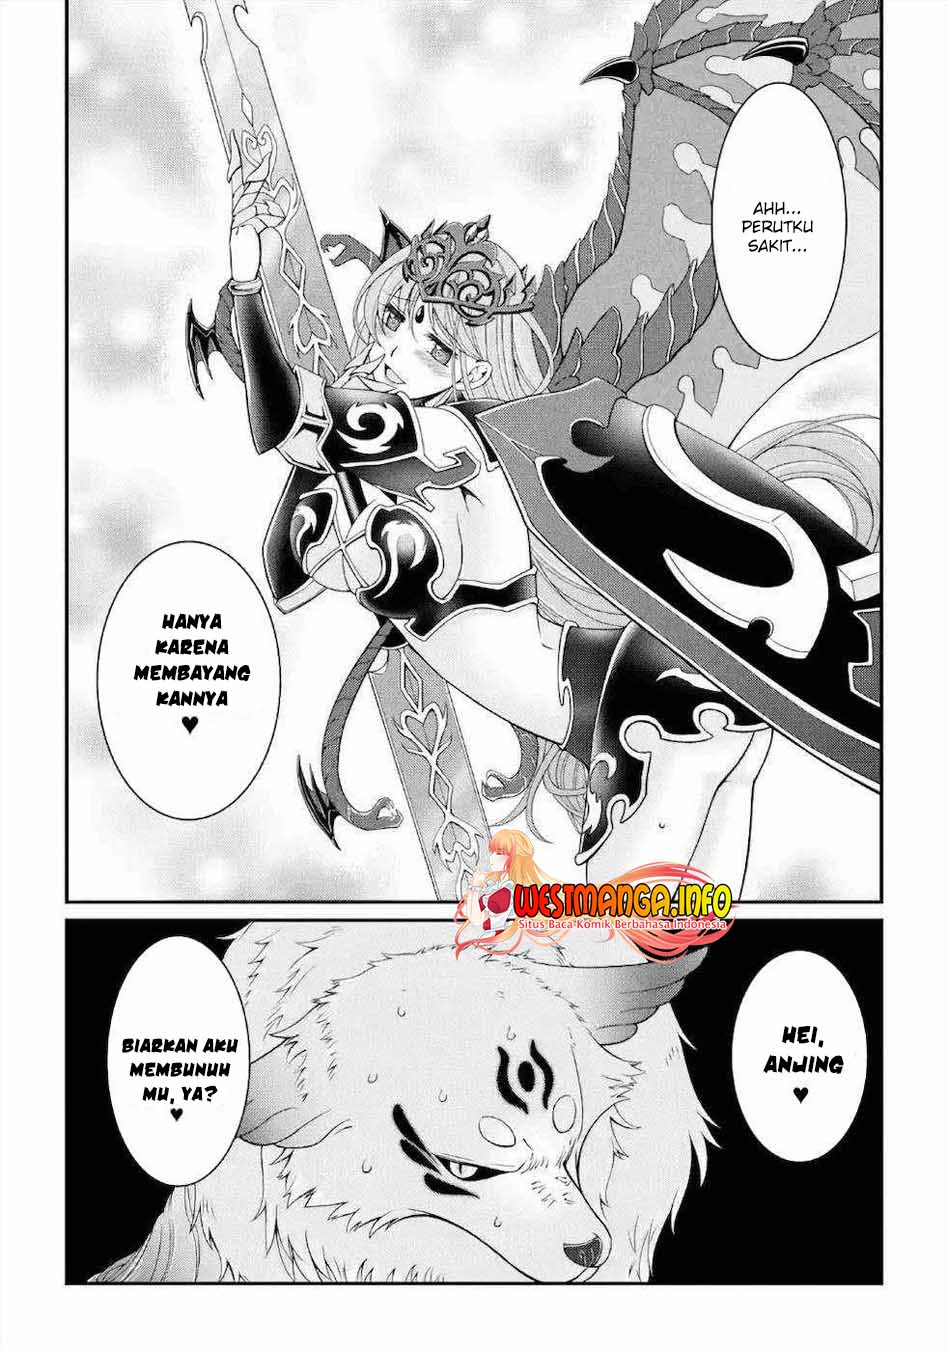 AHH...
PERUTKU
SAKIT...
HANYA
KARENA
MEMBAYANG
KANNYA
♥
WESTMANGA.INFO
Situs Baca Komik Berbahasa Indonesia
HEI,
ANJING
♥
BIARKAN AKU
MEMBUNUH
MU, YA?
♥